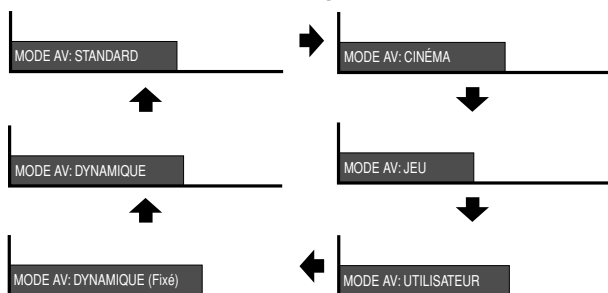 MODE AV: STANDARD
MODE AV: CINÉMA
MODE AV: DYNAMIQUE
MODE AV: JEU
MODE AV: DYNAMIQUE (Fixé)
MODE AV: UTILISATEUR